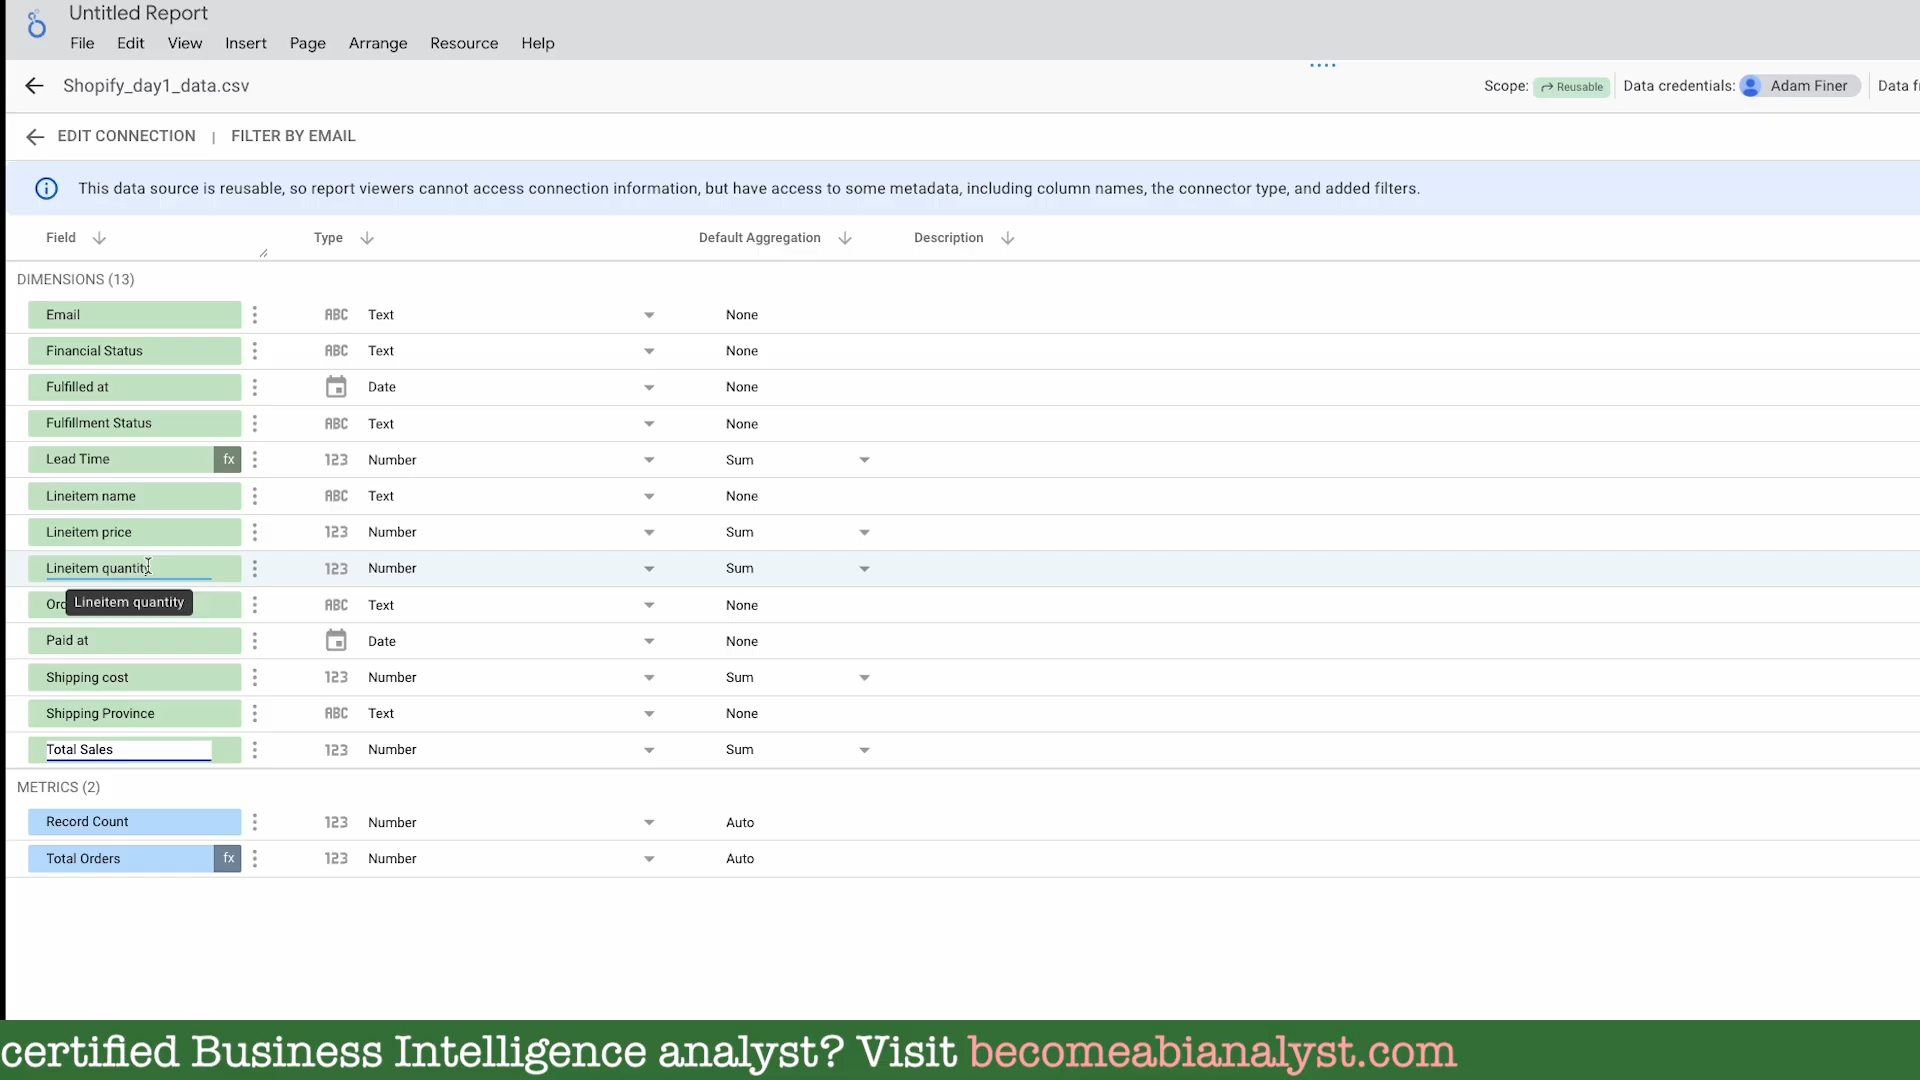 Untitled Report
File Edit View Insert Page Arrange Resource Help
Shopify_day1_data.csv
Scope: Reusable Data credentials: Adam Finer Data f
EDIT CONNECTION | FILTER BY EMAIL
This data source is reusable, so report viewers cannot access connection information, but have access to some metadata, including column names, the connector type, and added filters.
Field Type Default Aggregation Description
DIMENSIONS (13)
Email ABC Text None
Financial Status ABC Text None
Fulfilled at Date None
Fulfillment Status ABC Text None
Lead Time fx 123 Number Sum
Lineitem name ABC Text None
Lineitem price 123 Number Sum
Lineitem quantity 123 Number Sum
Ord Lineitem quantity ABC Text None
Paid at Date None
Shipping cost 123 Number Sum
Shipping Province ABC Text None
Total Sales 123 Number Sum
METRICS (2)
Record Count 123 Number Auto
Total Orders fx 123 Number Auto
certified Business Intelligence analyst? Visit becomeabianalyst.com